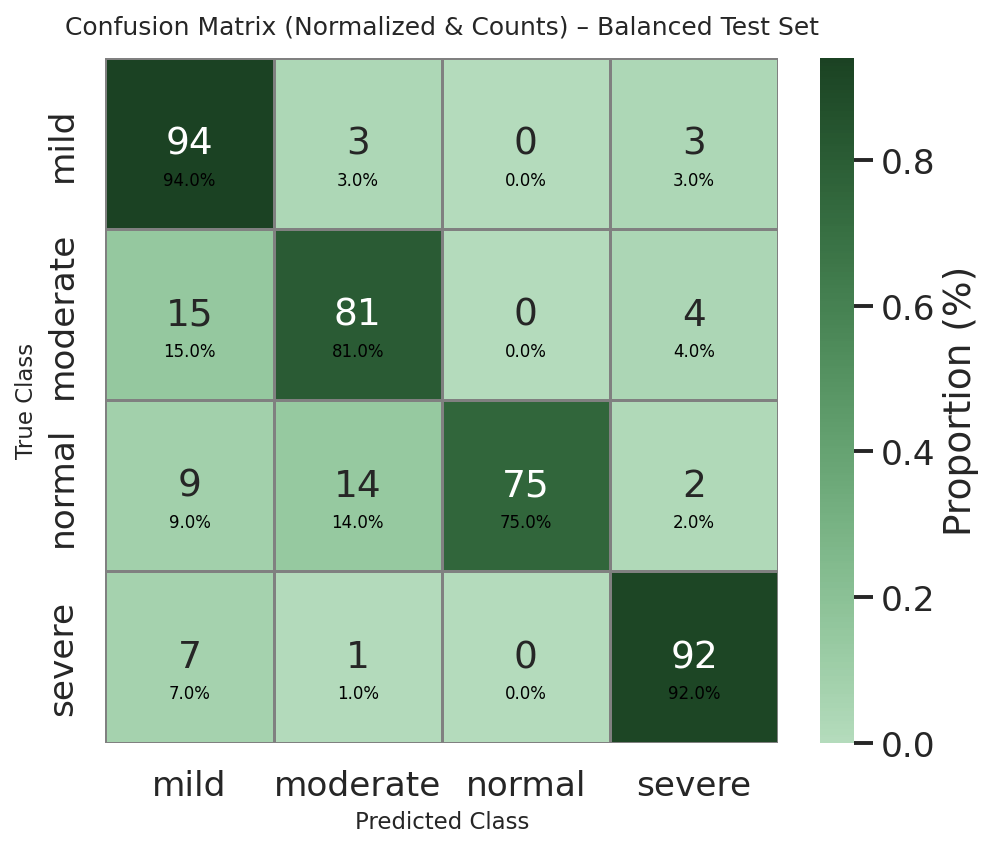 Confusion Matrix (Normalized & Counts) – Balanced Test Set
True Class
mild
94 3 0 3
94.0% 3.0% 0.0% 3.0%
moderate
15 81 0 4
15.0% 81.0% 0.0% 4.0%
normal
9 14 75 2
9.0% 14.0% 75.0% 2.0%
severe
7 1 0 92
7.0% 1.0% 0.0% 92.0%
mild moderate normal severe
Predicted Class
0.8
0.6
0.4
0.2
0.0
Proportion (%)